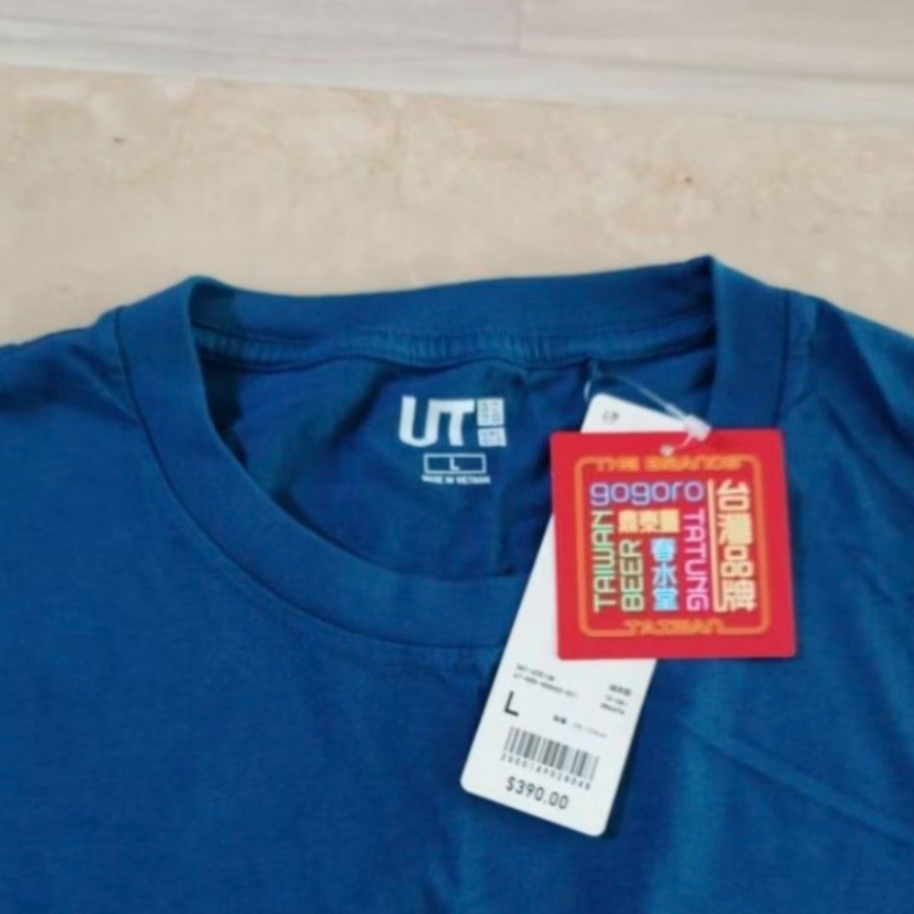 UT
L
MADE IN VIETNAM
THE BRANDS
gogoro
鼎泰豐
TAIWAN
BEER
春水堂
TATUNG
台灣品牌
TAIWAN
L
$390.00